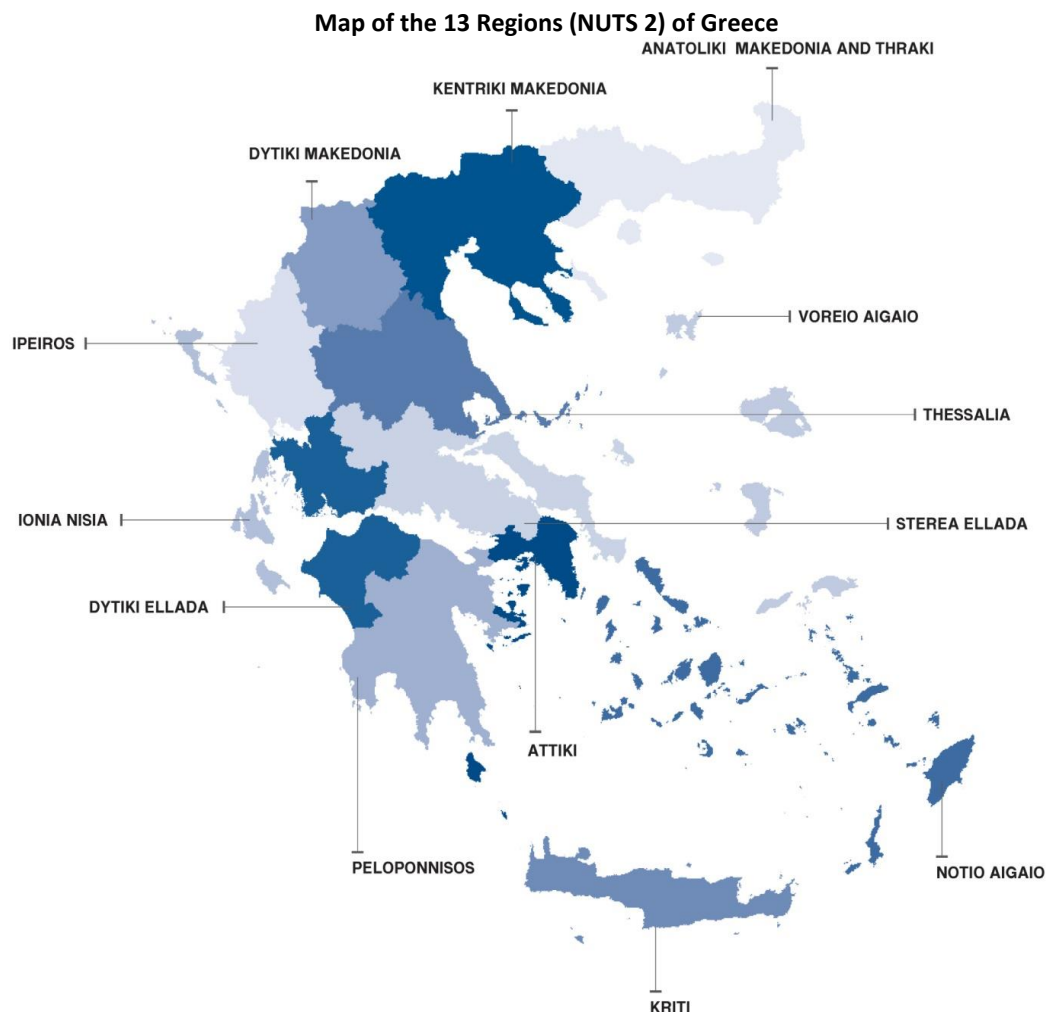 Map of the 13 Regions (NUTS 2) of Greece
ANATOLIKI MAKEDONIA AND THRAKI
KENTRIKI MAKEDONIA
DYTIKI MAKEDONIA
VOREIO AIGAIO
IPEIROS
THESSALIA
IONIA NISIA
STEREA ELLADA
DYTIKI ELLADA
ATTIKI
PELOPONNISOS
NOTIO AIGAIO
KRITI